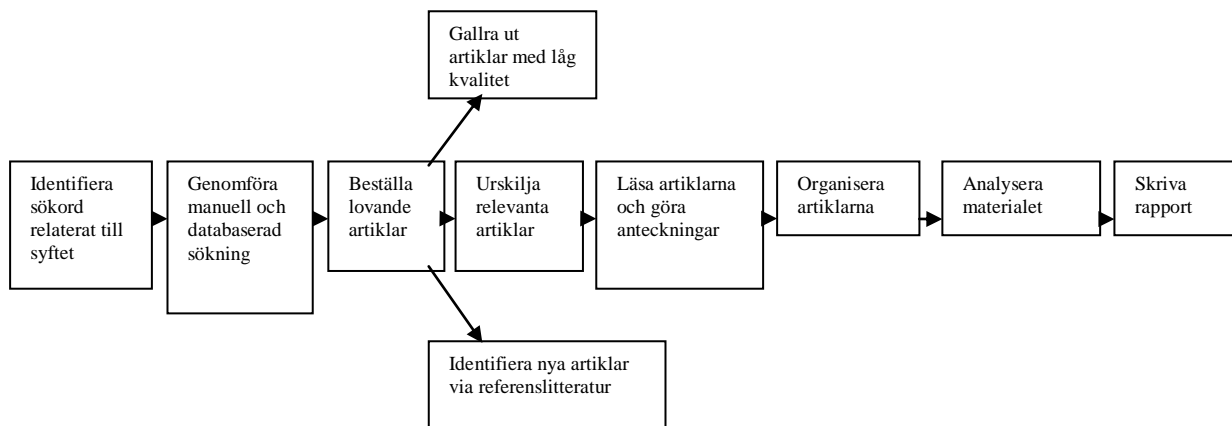 Gallra ut
artiklar med låg
kvalitet
Identifiera
sökord
relaterat till
syftet
Genomföra
manuell och
databaserad
sökning
Beställa
lovande
artiklar
Urskilja
relevanta
artiklar
Läsa artiklarna
och göra
anteckningar
Organisera
artiklarna
Analysera
materialet
Skriva
rapport
Identifiera nya artiklar
via referenslitteratur